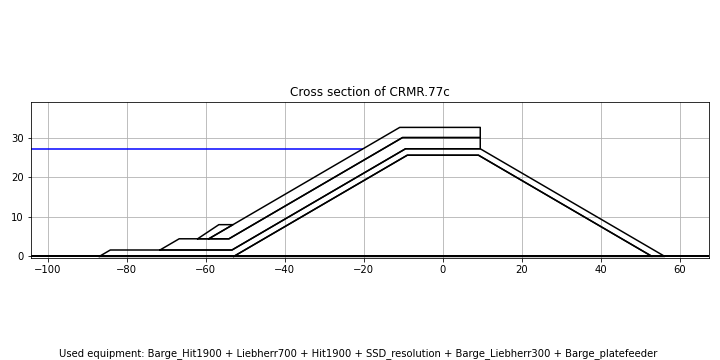 Cross section of CRMR.77c
30
20
10
0
−100 −80 −60 −40 −20 0 20 40 60
Used equipment: Barge_Hit1900 + Liebherr700 + Hit1900 + SSD_resolution + Barge_Liebherr300 + Barge_platefeeder